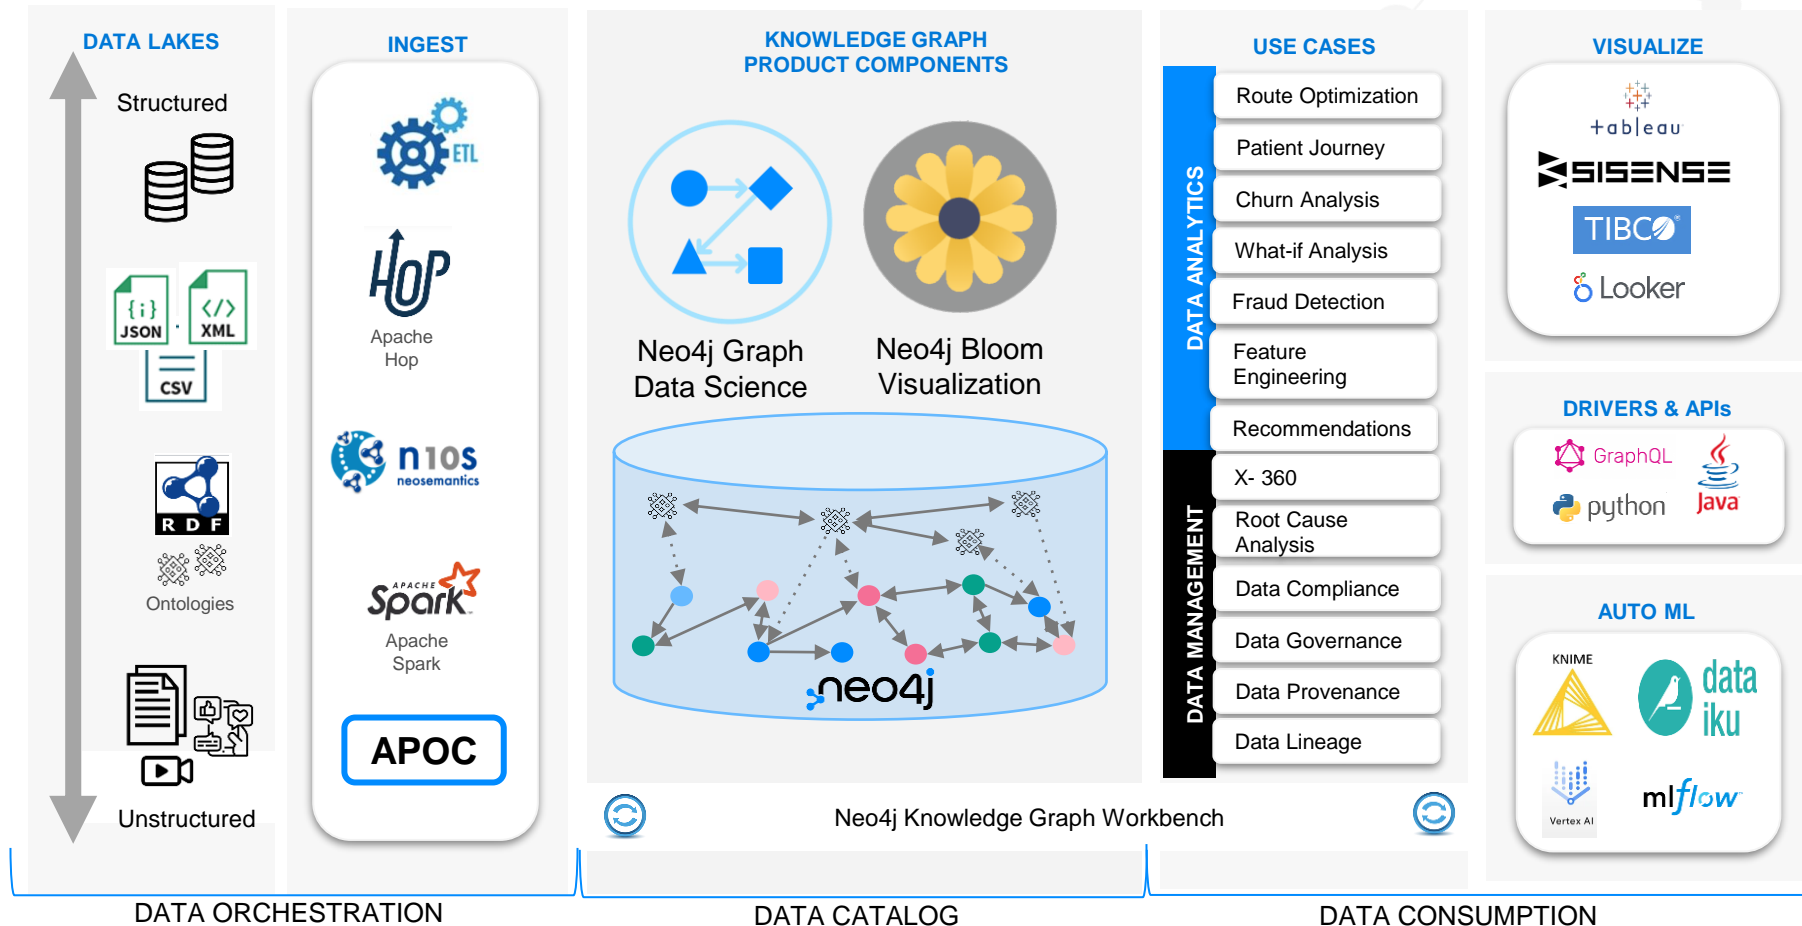 DATA LAKES
Structured
{i}
JSON
</>
XML
CSV
RDF
Ontologies
Unstructured
INGEST
ETL
HOP
Apache
Hop
n10s
neosemantics
APACHE
Spark
Apache
Spark
APOC
KNOWLEDGE GRAPH
PRODUCT COMPONENTS
Neo4j Graph
Data Science
Neo4j Bloom
Visualization
neo4j
Neo4j Knowledge Graph Workbench
USE CASES
DATA ANALYTICS
Route Optimization
Patient Journey
Churn Analysis
What-if Analysis
Fraud Detection
Feature
Engineering
Recommendations
DATA MANAGEMENT
X- 360
Root Cause
Analysis
Data Compliance
Data Governance
Data Provenance
Data Lineage
VISUALIZE
+ableau
SISENSE
TIBCO®
Looker
DRIVERS & APIs
GraphQL
python
Java
AUTO ML
KNIME
data
iku
Vertex AI
mlflow
DATA ORCHESTRATION
DATA CATALOG
DATA CONSUMPTION